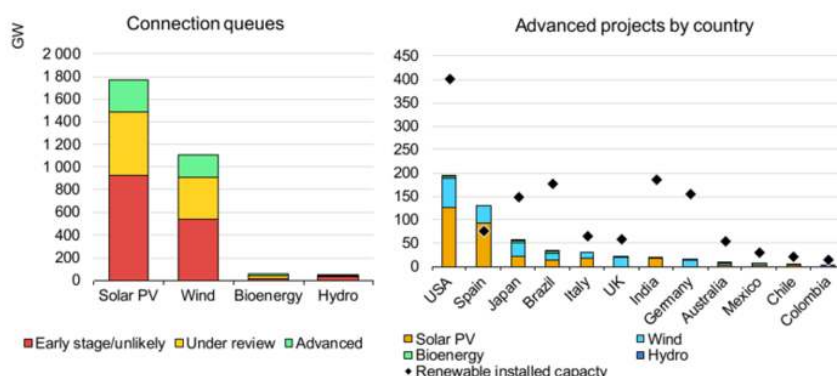 Connection queues
GW
2 000
1 800
1 600
1 400
1 200
1 000
800
600
400
200
0
Solar PV Wind Bioenergy Hydro
Early stage/unlikely Under review Advanced
Advanced projects by country
450
400
350
300
250
200
150
100
50
0
USA Spain Japan Brazil Italy UK India Germany Australia Mexico Chile Colombia
Solar PV Wind
Bioenergy Hydro
Renewable installed capacity